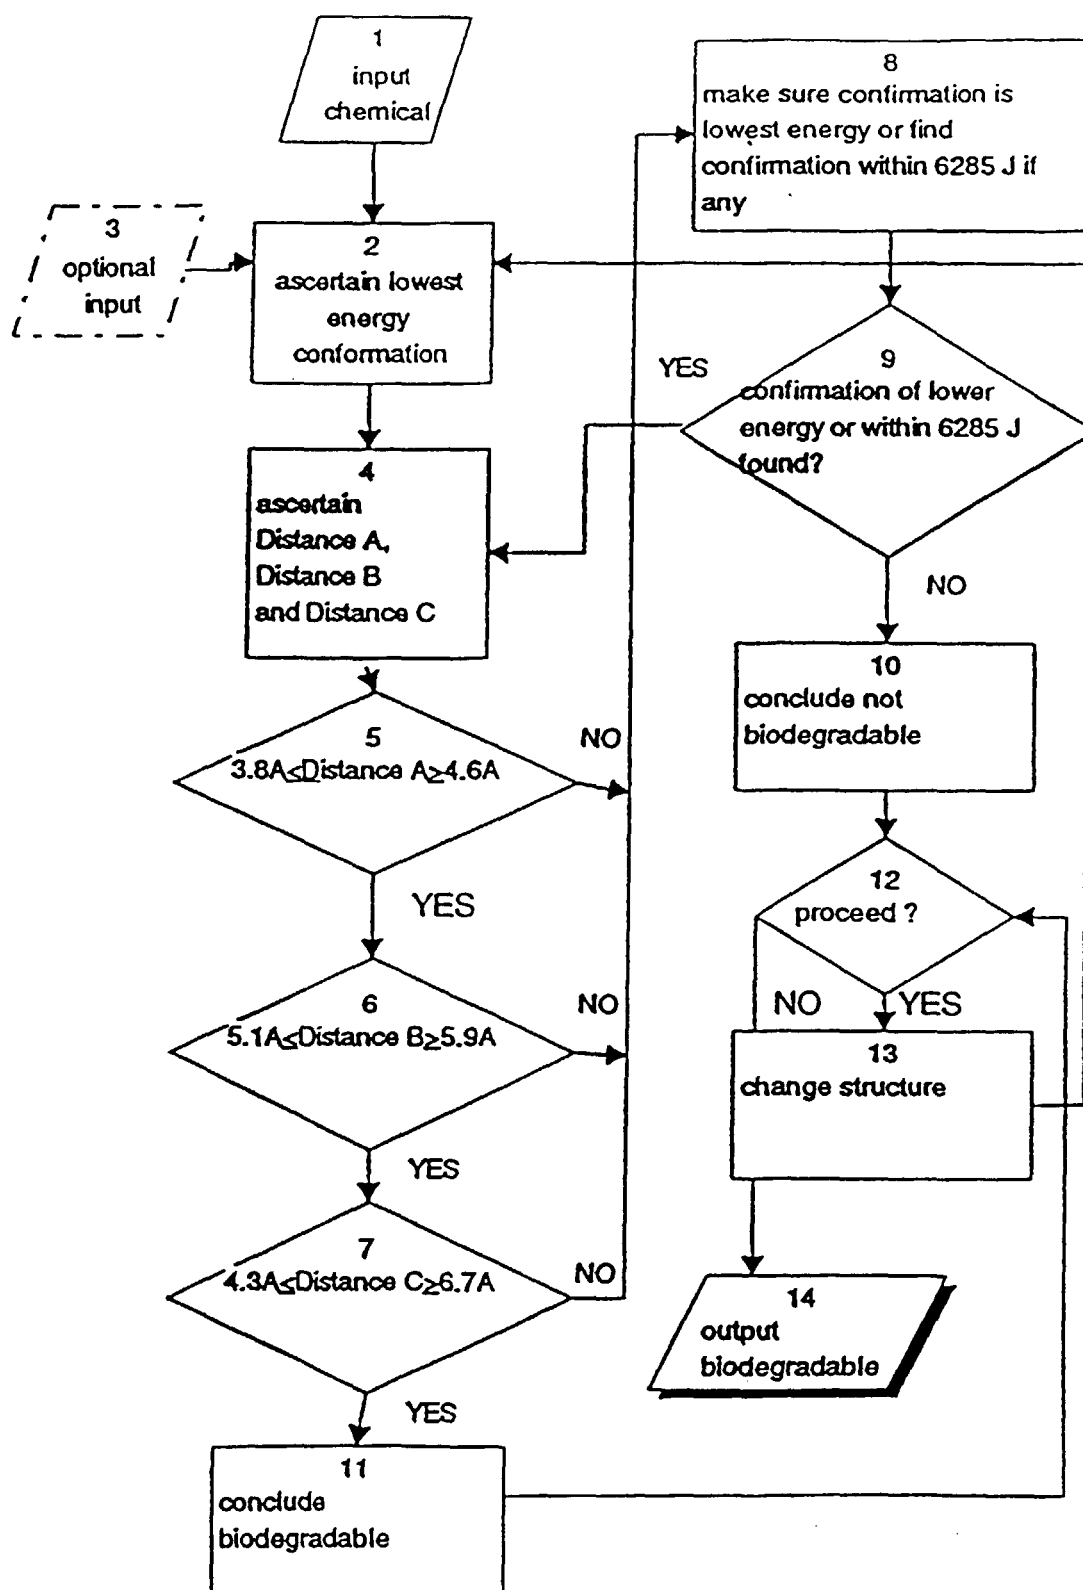 1
input
chemical
3
optional
input
2
ascertain lowest
energy
conformation
4
ascertain
Distance A,
Distance B
and Distance C
5
3.8A≤Distance A≥4.6A
NO
YES
6
5.1A≤Distance B≥5.9A
NO
YES
7
4.3A≤Distance C≥6.7A
NO
YES
11
conclude
biodegradable
8
make sure confirmation is
lowest energy or find
confirmation within 6285 J if
any
9
confirmation of lower
energy or within 6285 J
found?
YES
NO
10
conclude not
biodegradable
12
proceed ?
NO
YES
13
change structure
14
output
biodegradable